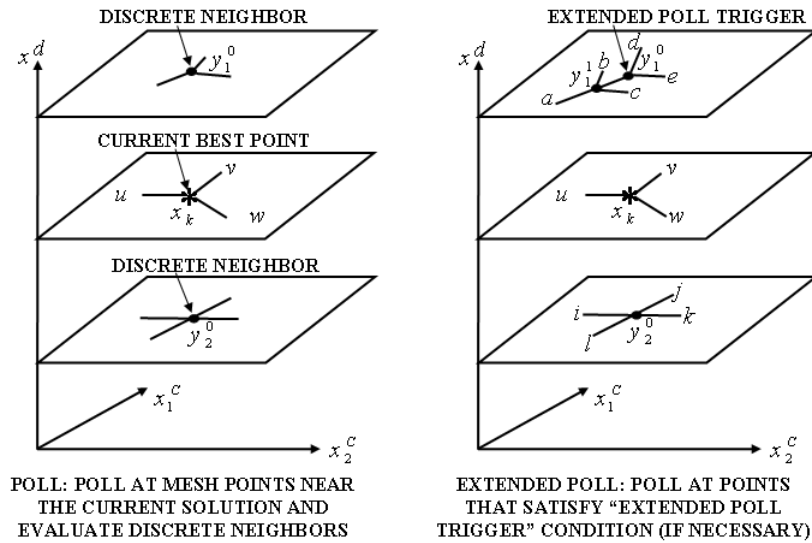 DISCRETE NEIGHBOR
x^d
y_1^0
CURRENT BEST POINT
u
v
w
x_k
DISCRETE NEIGHBOR
y_2^0
x_1^c
x_2^c
POLL: POLL AT MESH POINTS NEAR
THE CURRENT SOLUTION AND
EVALUATE DISCRETE NEIGHBORS
EXTENDED POLL TRIGGER
x^d
a
b
y_1^1
c
d
y_1^0
e
u
v
w
x_k
i
j
k
l
y_2^0
x_1^c
x_2^c
EXTENDED POLL: POLL AT POINTS
THAT SATISFY “EXTENDED POLL
TRIGGER” CONDITION (IF NECESSARY)